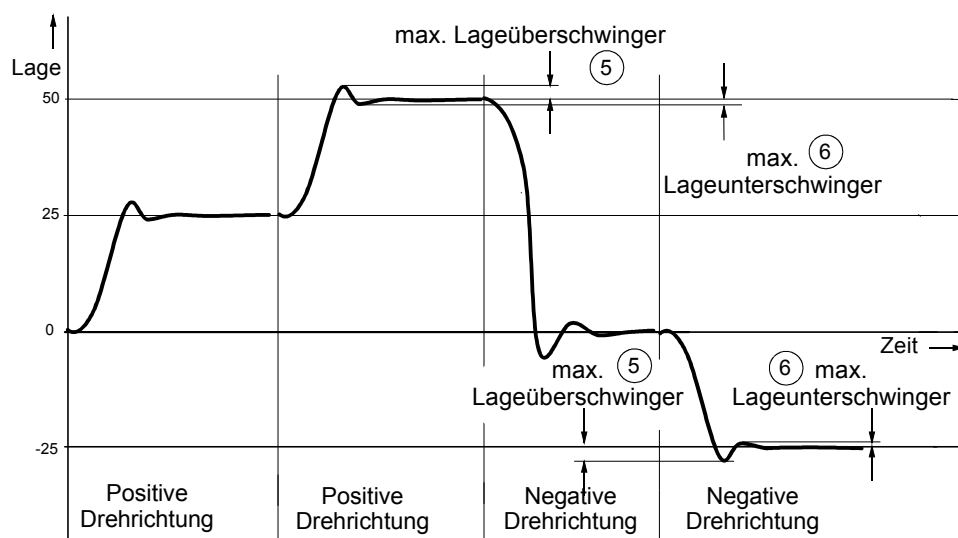 max. Lageüberschwinger
5
Lage
50
max. 6
Lageunterschwinger
25
0
Zeit
max. 5
Lageüberschwinger
6 max.
Lageunterschwinger
-25
Positive
Drehrichtung
Positive
Drehrichtung
Negative
Drehrichtung
Negative
Drehrichtung